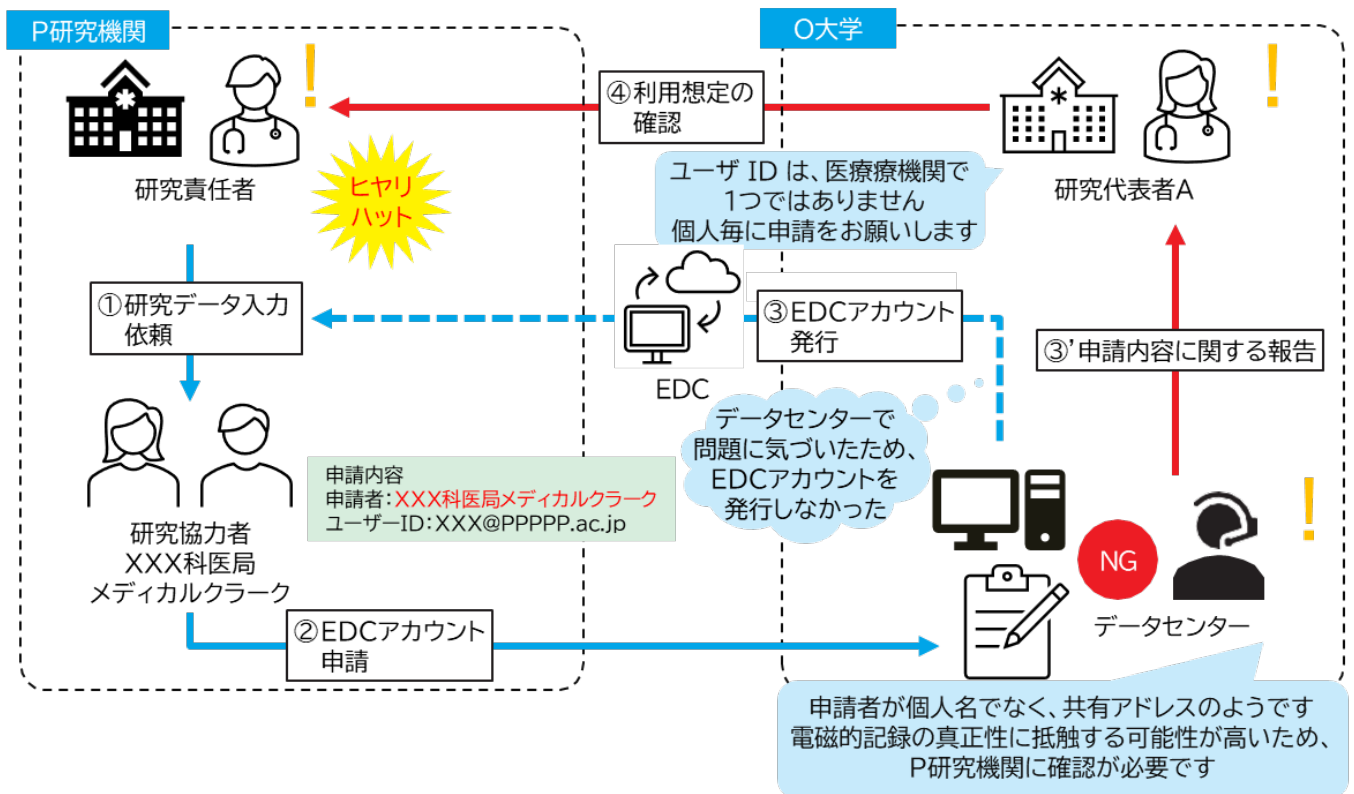 P研究機関
O大学
!
!
④利用想定の
確認
研究責任者
ヒヤリ
ハット
ユーザ ID は、医療療機関で
1つではありません
個人毎に申請をお願いします
研究代表者A
①研究データ入力
依頼
③EDCアカウント
発行
③'申請内容に関する報告
EDC
データセンターで
問題に気づいたため、
EDCアカウントを
発行しなかった
申請内容
申請者：XXX科医局メディカルクラーク
ユーザーID：XXX@PPPPP.ac.jp
!
研究協力者
XXX科医局
メディカルクラーク
NG
データセンター
②EDCアカウント
申請
申請者が個人名でなく、共有アドレスのようです
電磁的記録の真正性に抵触する可能性が高いため、
P研究機関に確認が必要です